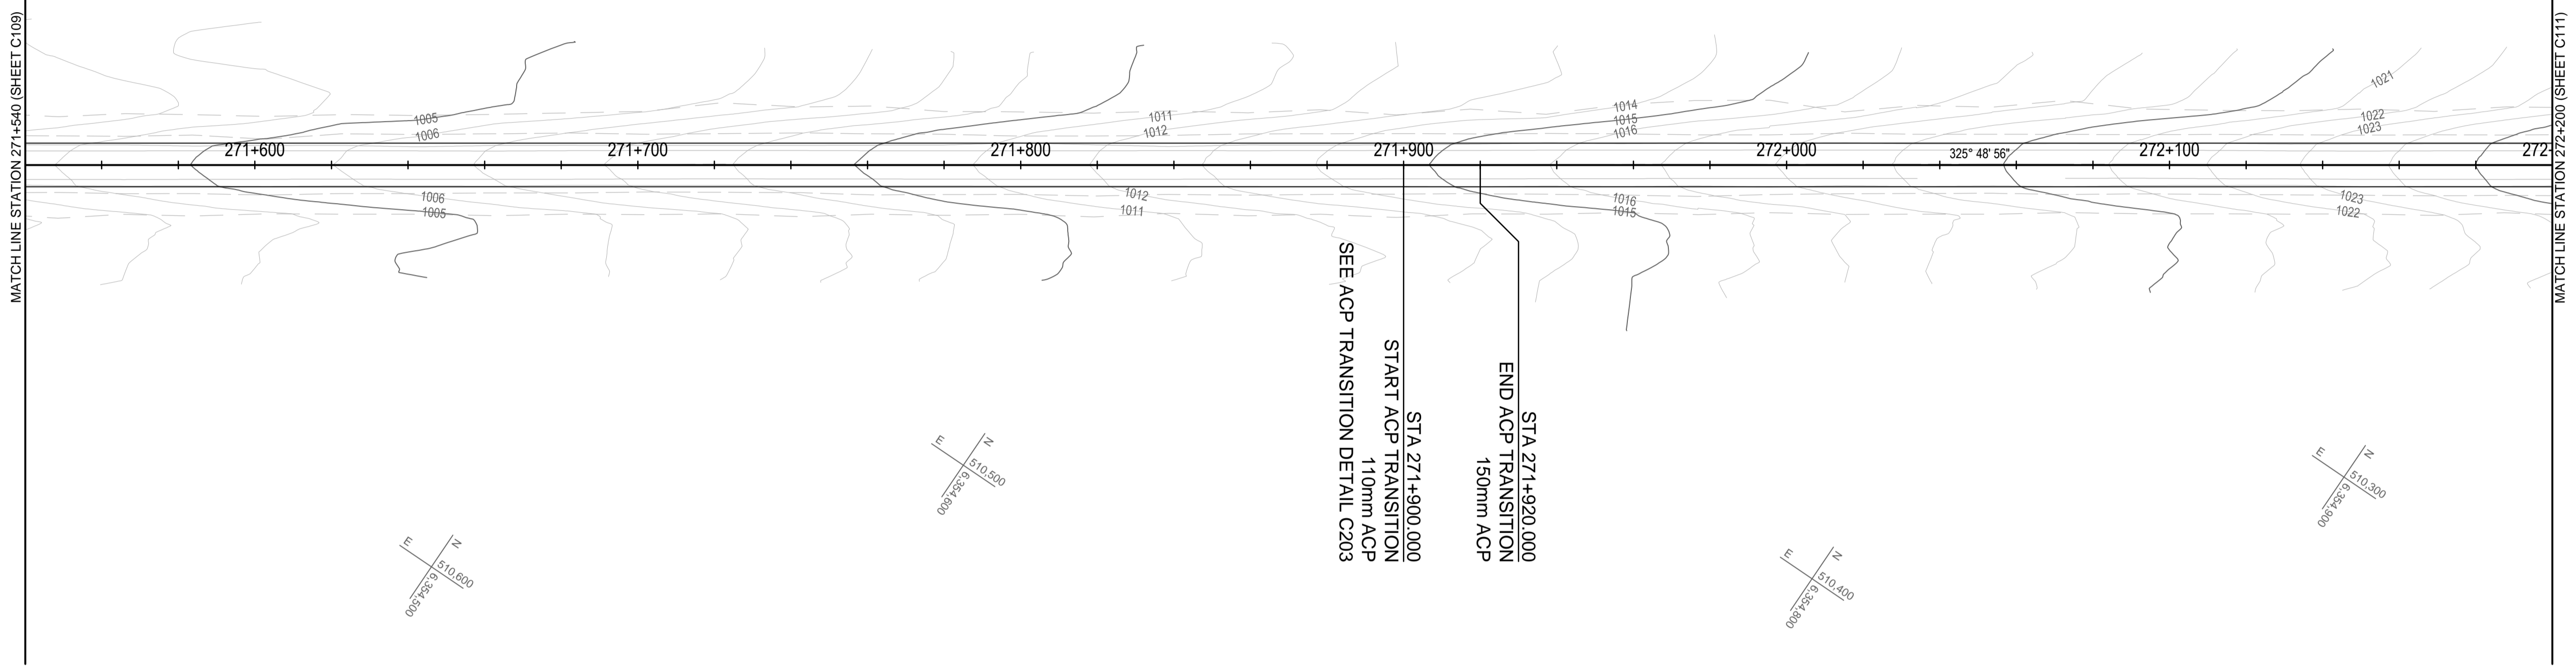 MATCH LINE STATION 271+540 (SHEET C109)
1005
1006
1011
1012
1014
1015
1016
1021
1022
1023
271+600
271+700
271+800
271+900
272+000
325° 48' 56"
272+100
272-
1006
1005
1012
1011
1016
1015
1023
1022
SEE ACP TRANSITION DETAIL C203
110mm ACP
START ACP TRANSITION
STA 271+900.000
150mm ACP
END ACP TRANSITION
STA 271+920.000
E
N
510,600
6,354,500
E
N
510,500
6,354,600
E
N
510,400
6,354,800
E
N
510,300
6,354,900
MATCH LINE STATION 272+200 (SHEET C111)